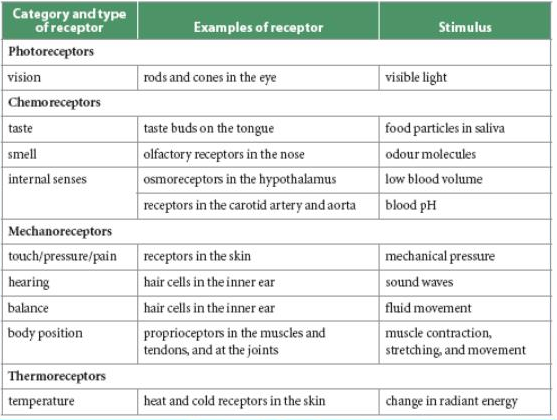 Category and type of receptor Examples of receptor Stimulus
Photoreceptors
vision rods and cones in the eye visible light
Chemoreceptors
taste taste buds on the tongue food particles in saliva
smell olfactory receptors in the nose odour molecules
internal senses osmoreceptors in the hypothalamus low blood volume
receptors in the carotid artery and aorta blood pH
Mechanoreceptors
touch/pressure/pain receptors in the skin mechanical pressure
hearing hair cells in the inner ear sound waves
balance hair cells in the inner ear fluid movement
body position proprioceptors in the muscles and tendons, and at the joints muscle contraction, stretching, and movement
Thermoreceptors
temperature heat and cold receptors in the skin change in radiant energy